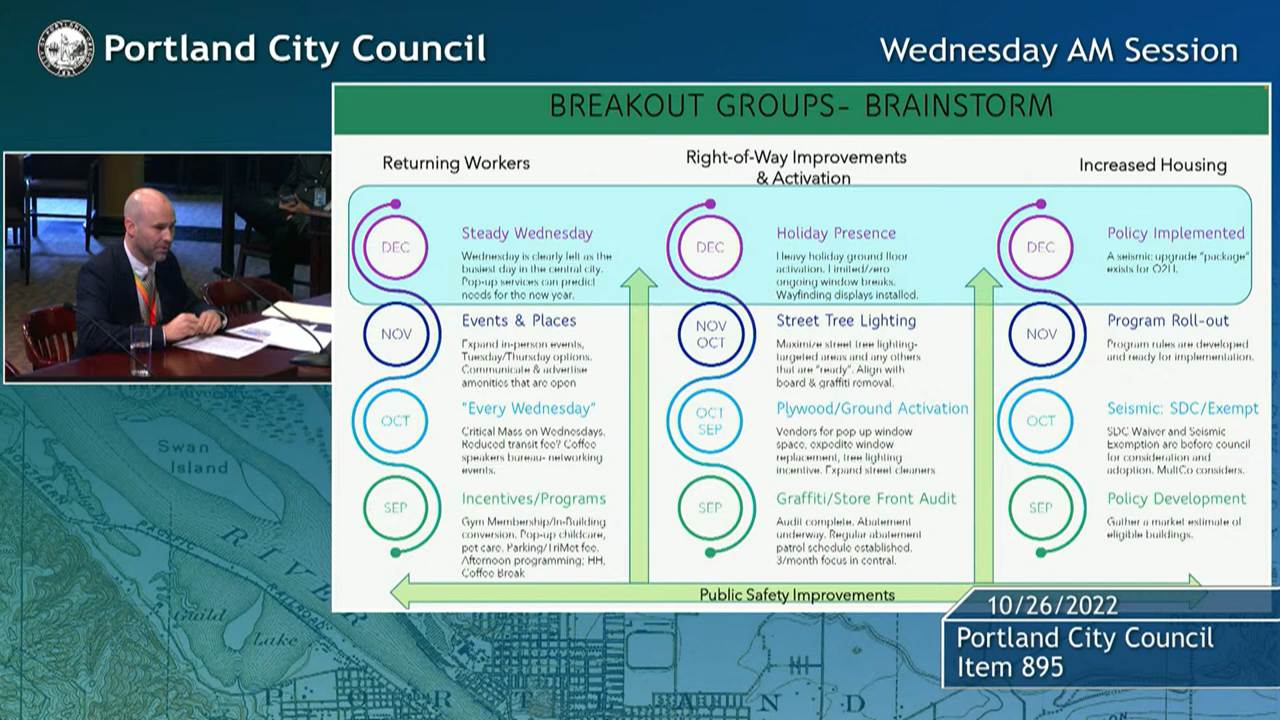 Portland City Council
Wednesday AM Session
BREAKOUT GROUPS- BRAINSTORM
Returning Workers
DEC
Steady Wednesday
Wednesday is clearly felt as the
busiest day in the central city.
Pop-up services can predict
needs for the new year.
NOV
Events & Places
Expand in-person events,
Tuesday/Thursday options.
Communicate & advertise
amenities that are open
OCT
"Every Wednesday"
Critical Mass on Wednesdays.
Reduced transit fee? Coffee
speakers bureau- networking
events.
SEP
Incentives/Programs
Gym Membership/In-Building
conversion. Pop-up childcare,
pet care. Parking/TriMet fee.
Afternoon programming; HH,
Coffee Break
Right-of-Way Improvements
& Activation
DEC
Holiday Presence
Heavy holiday ground floor
activation. Limited/zero
ongoing window breaks.
Wayfinding displays installed.
NOV
OCT
Street Tree Lighting
Maximize street tree lighting-
targeted areas and any others
that are "ready". Align with
board & graffiti removal.
OCT
SEP
Plywood/Ground Activation
Vendors for pop up window
space, expedite window
replacement, tree lighting
incentive. Expand street cleaners
SEP
Graffiti/Store Front Audit
Audit complete. Abatement
underway. Regular abatement
patrol schedule established.
3/month focus in central.
Increased Housing
DEC
Policy Implemented
A seismic upgrade "package"
exists for O2H.
NOV
Program Roll-out
Program rules are developed
and ready for implementation.
OCT
Seismic: SDC/Exempt
SDC Waiver and Seismic
Exemption are before council
for consideration and
adoption. MultCo considers.
SEP
Policy Development
Gather a market estimate of
eligible buildings.
Public Safety Improvements
10/26/2022
Portland City Council
Item 895
Swan
Island
RIVER
Guild
Lake
PORTLAND